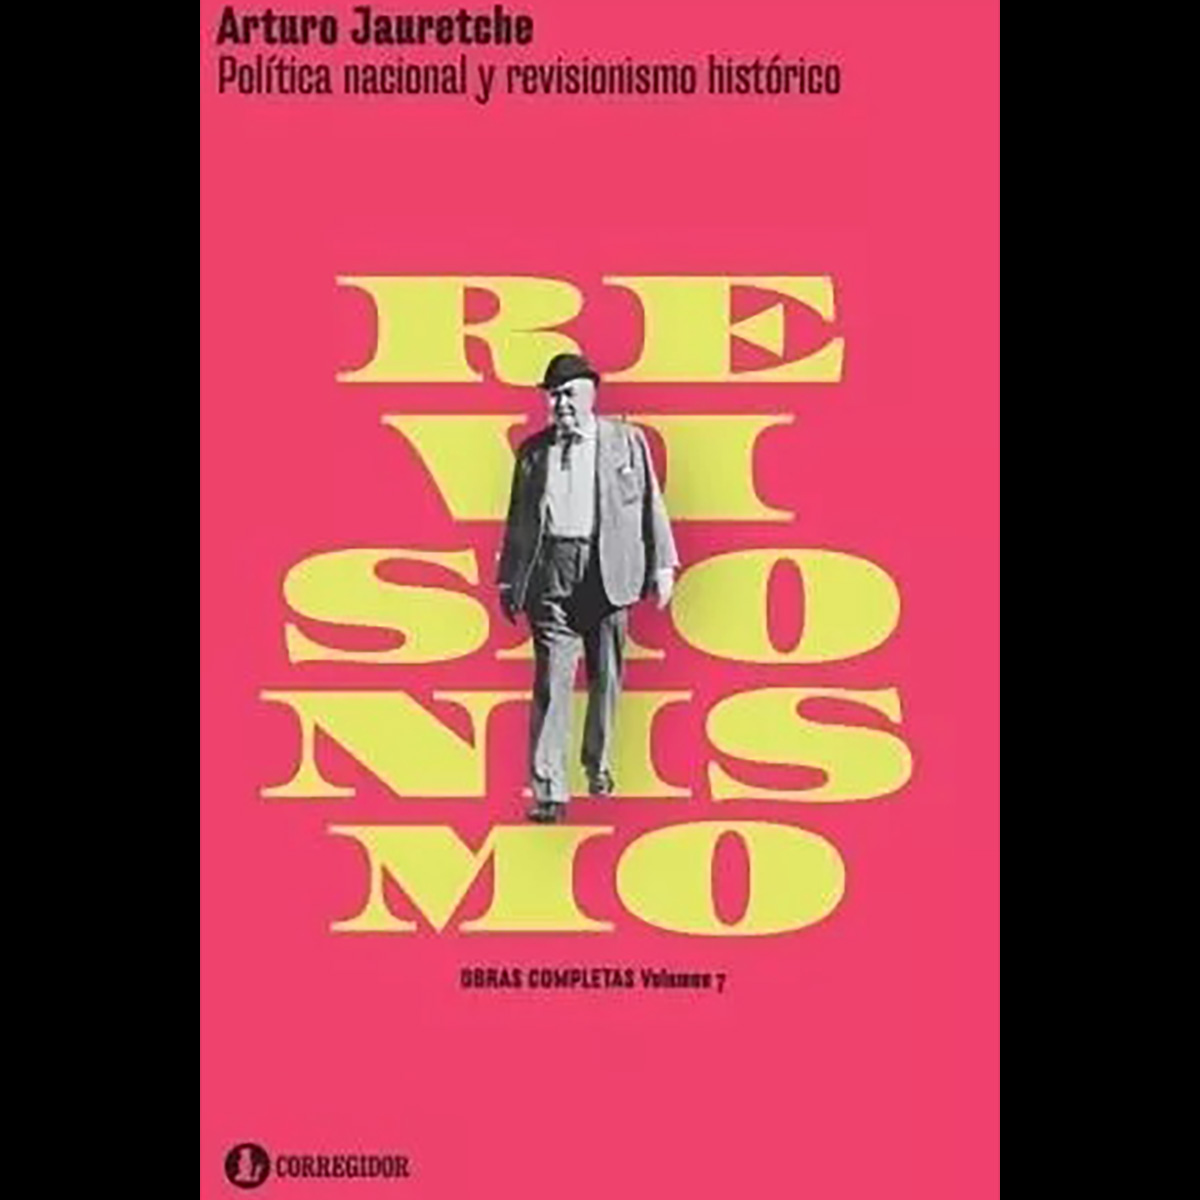 Arturo Jauretche
Política nacional y revisionismo histórico
RE
VI
SIO
NIS
MO
OBRAS COMPLETAS Volumen 7
CORREGIDOR